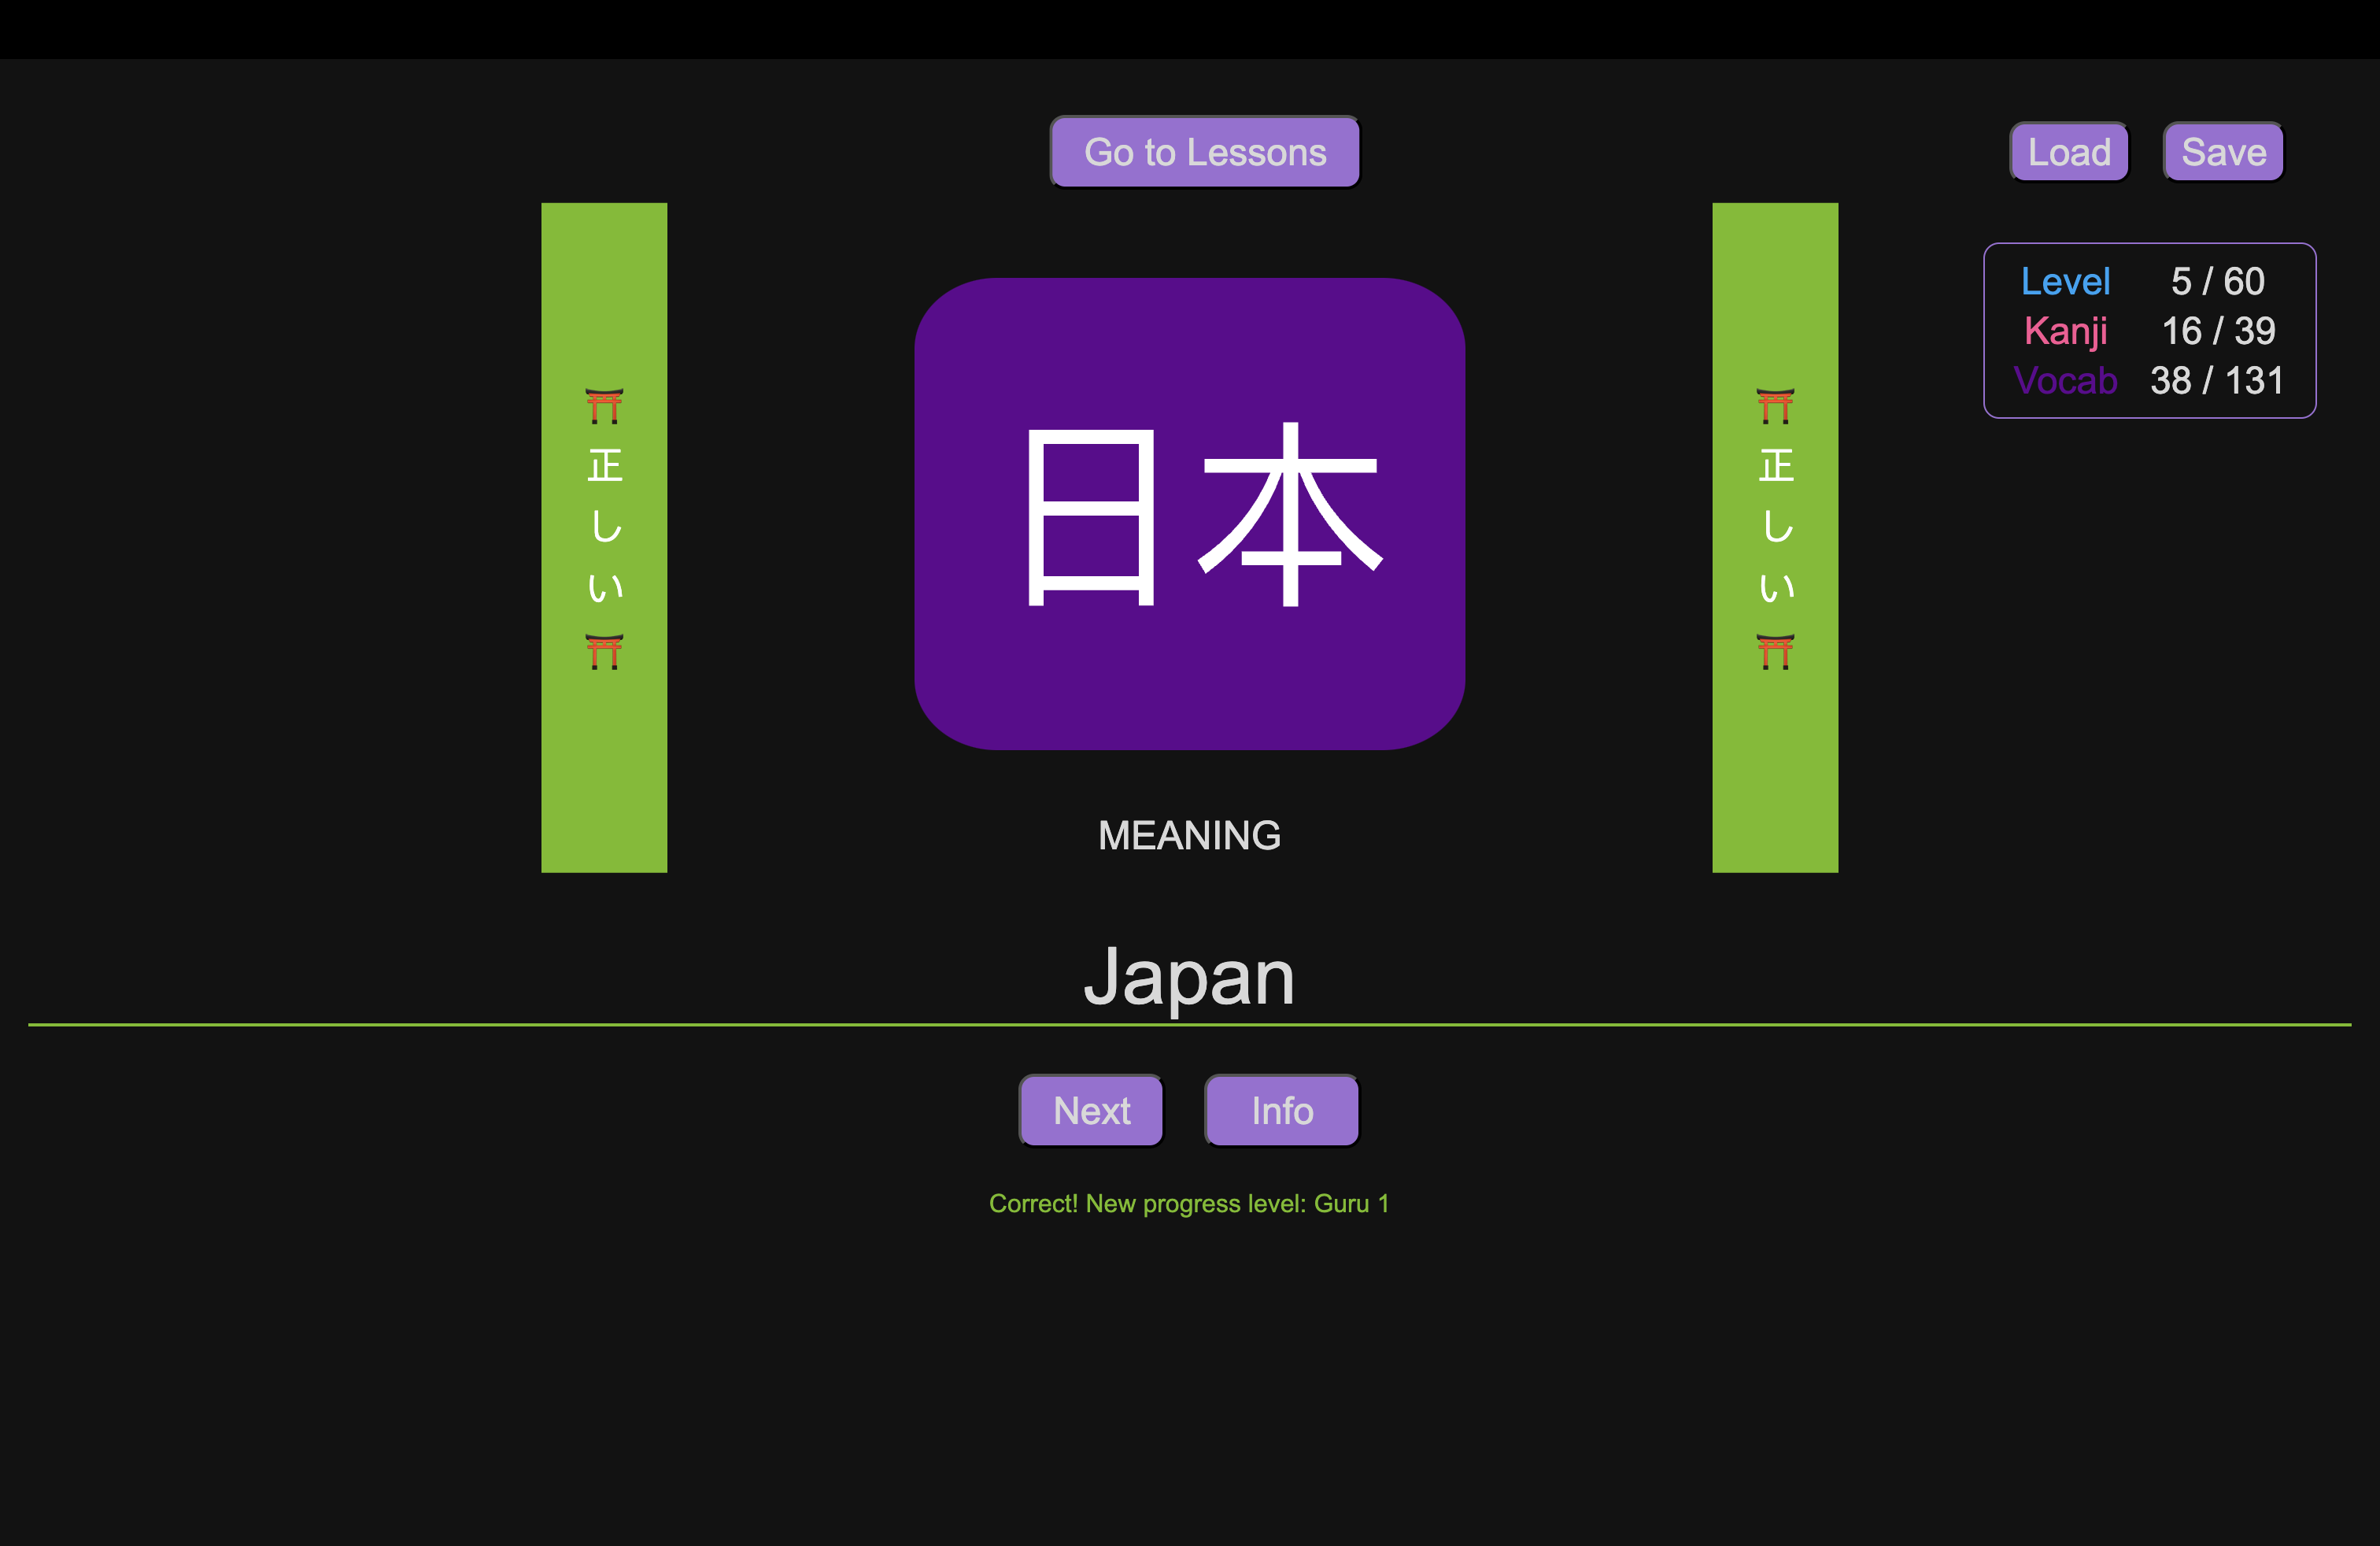 Go to Lessons
Load
Save
Level 5 / 60
Kanji 16 / 39
Vocab 38 / 131
⛩️正しい⛩️
日本
⛩️正しい⛩️
MEANING
Japan
Next
Info
Correct! New progress level: Guru 1